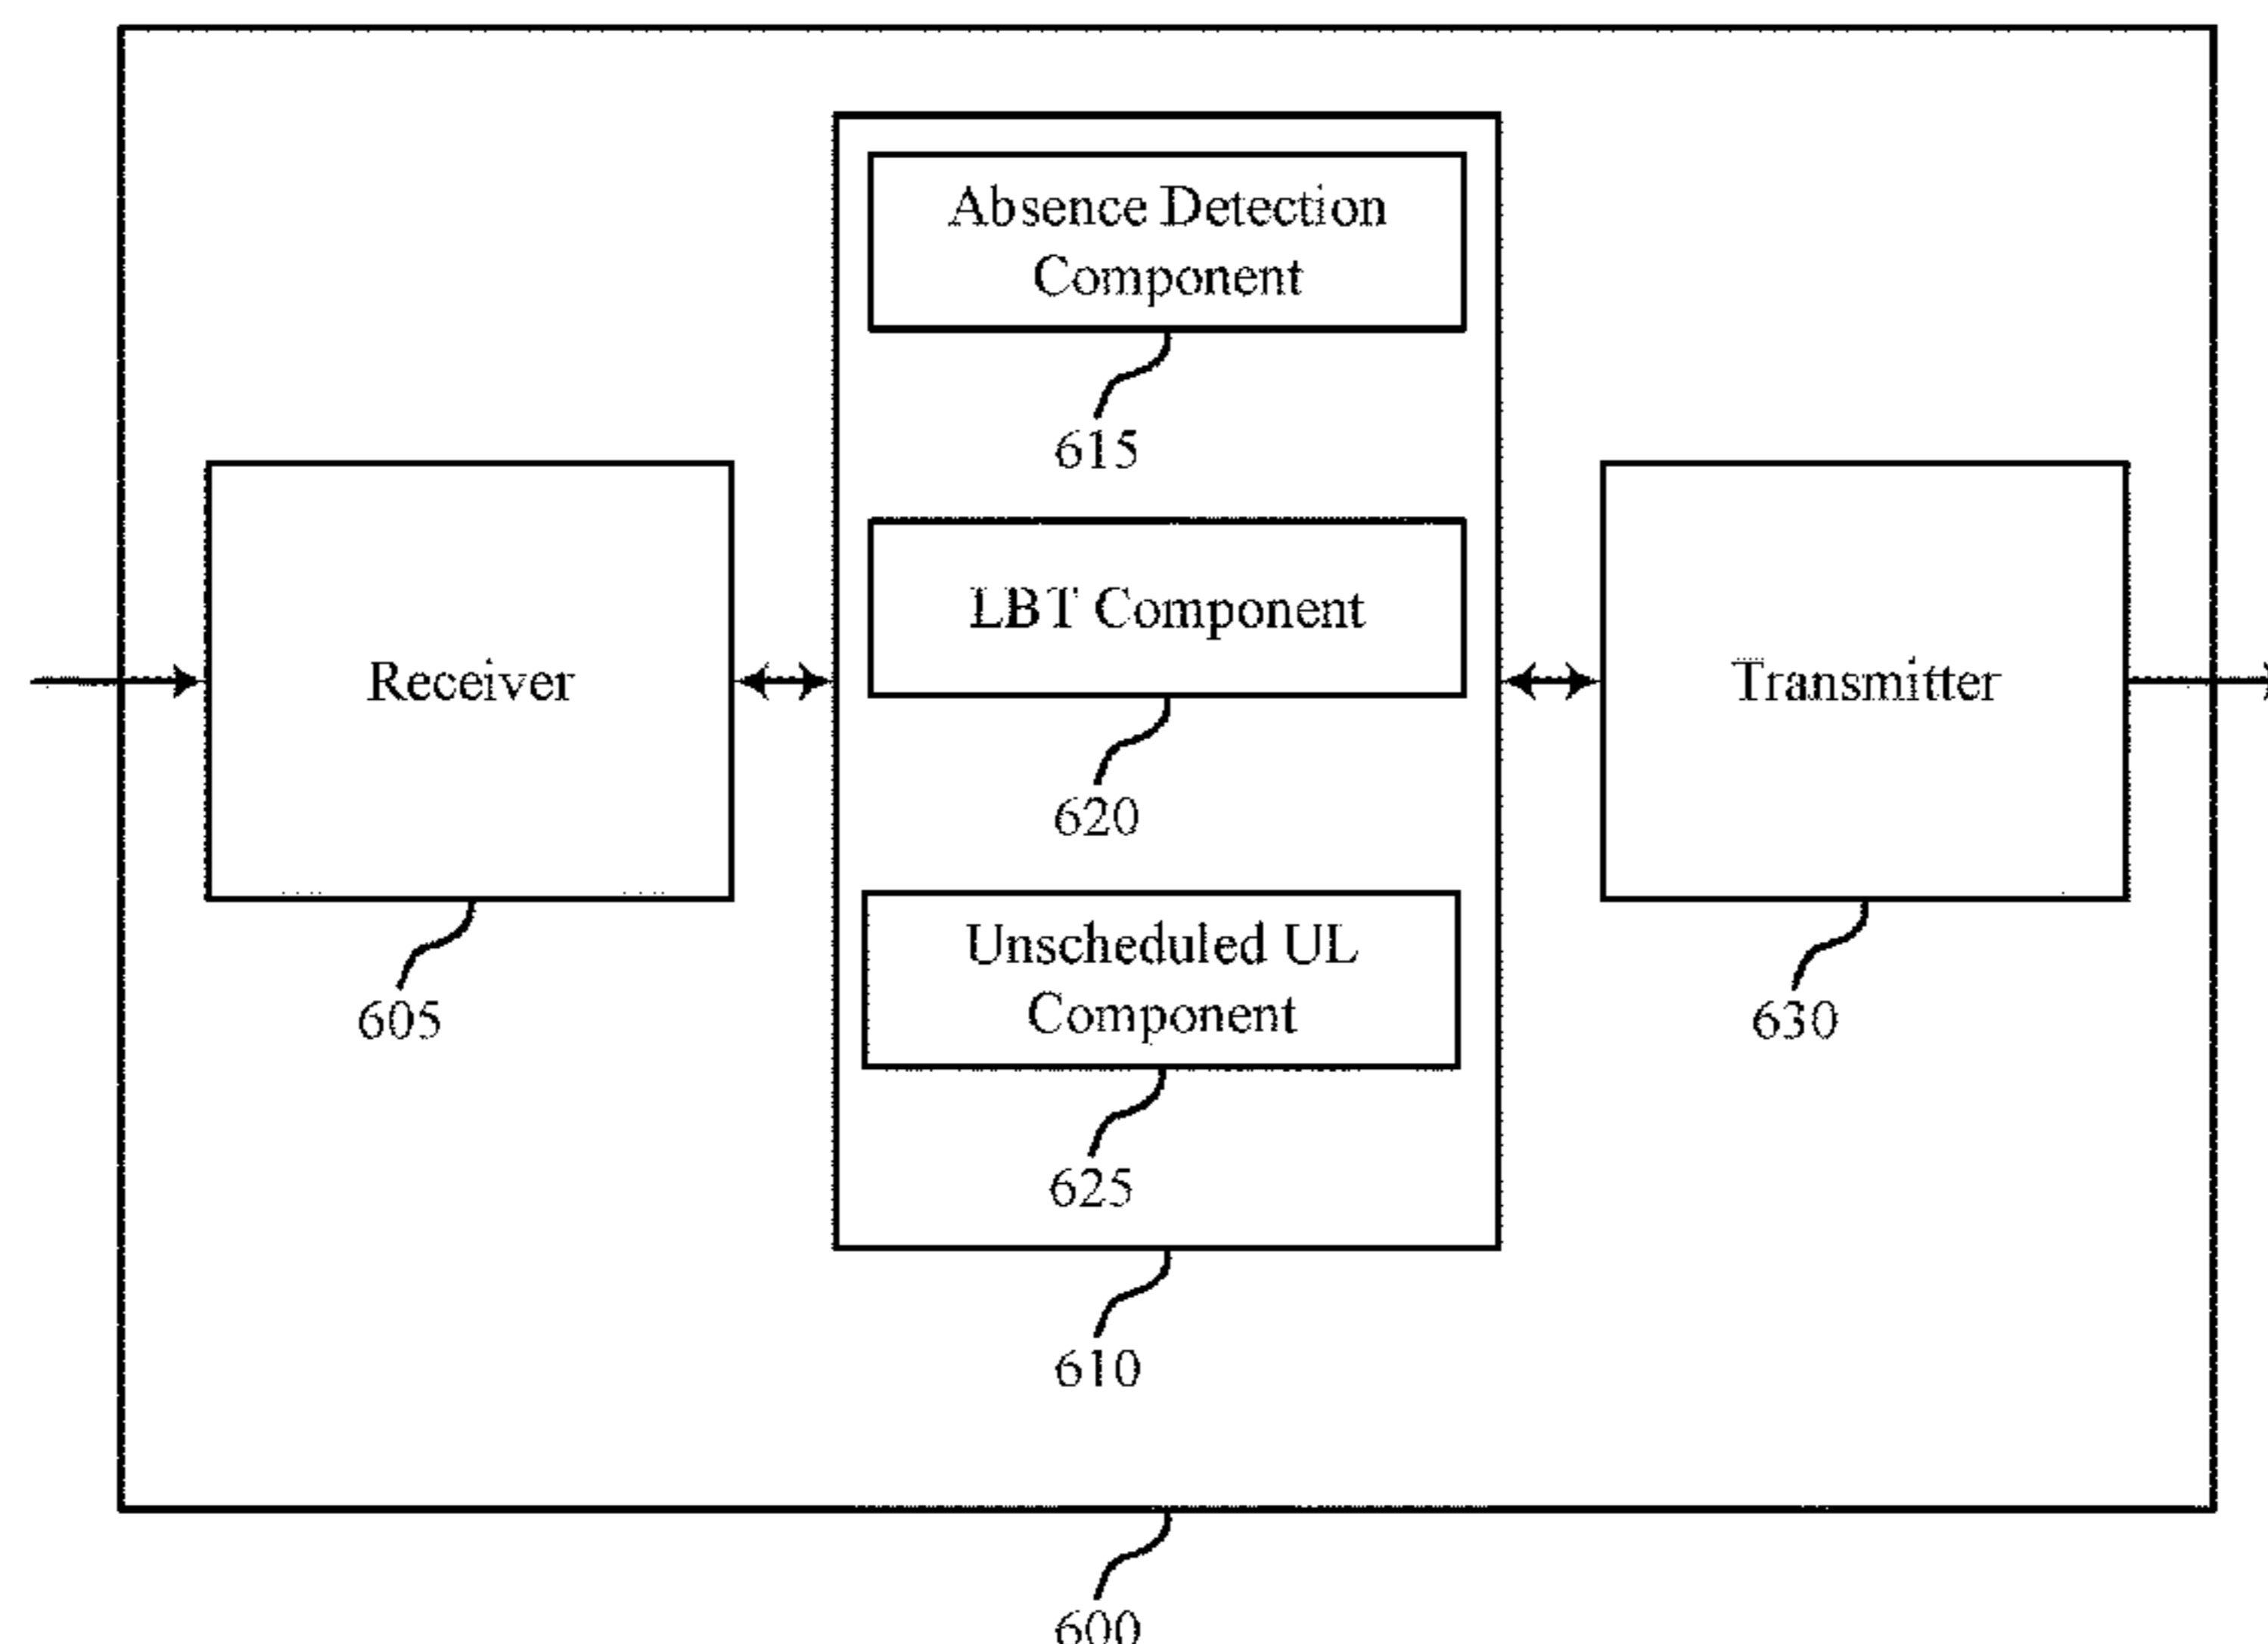 Absence Detection
Component
615
Receiver
605
LBT Component
620
Unscheduled UL
Component
625
610
Transmitter
630
600